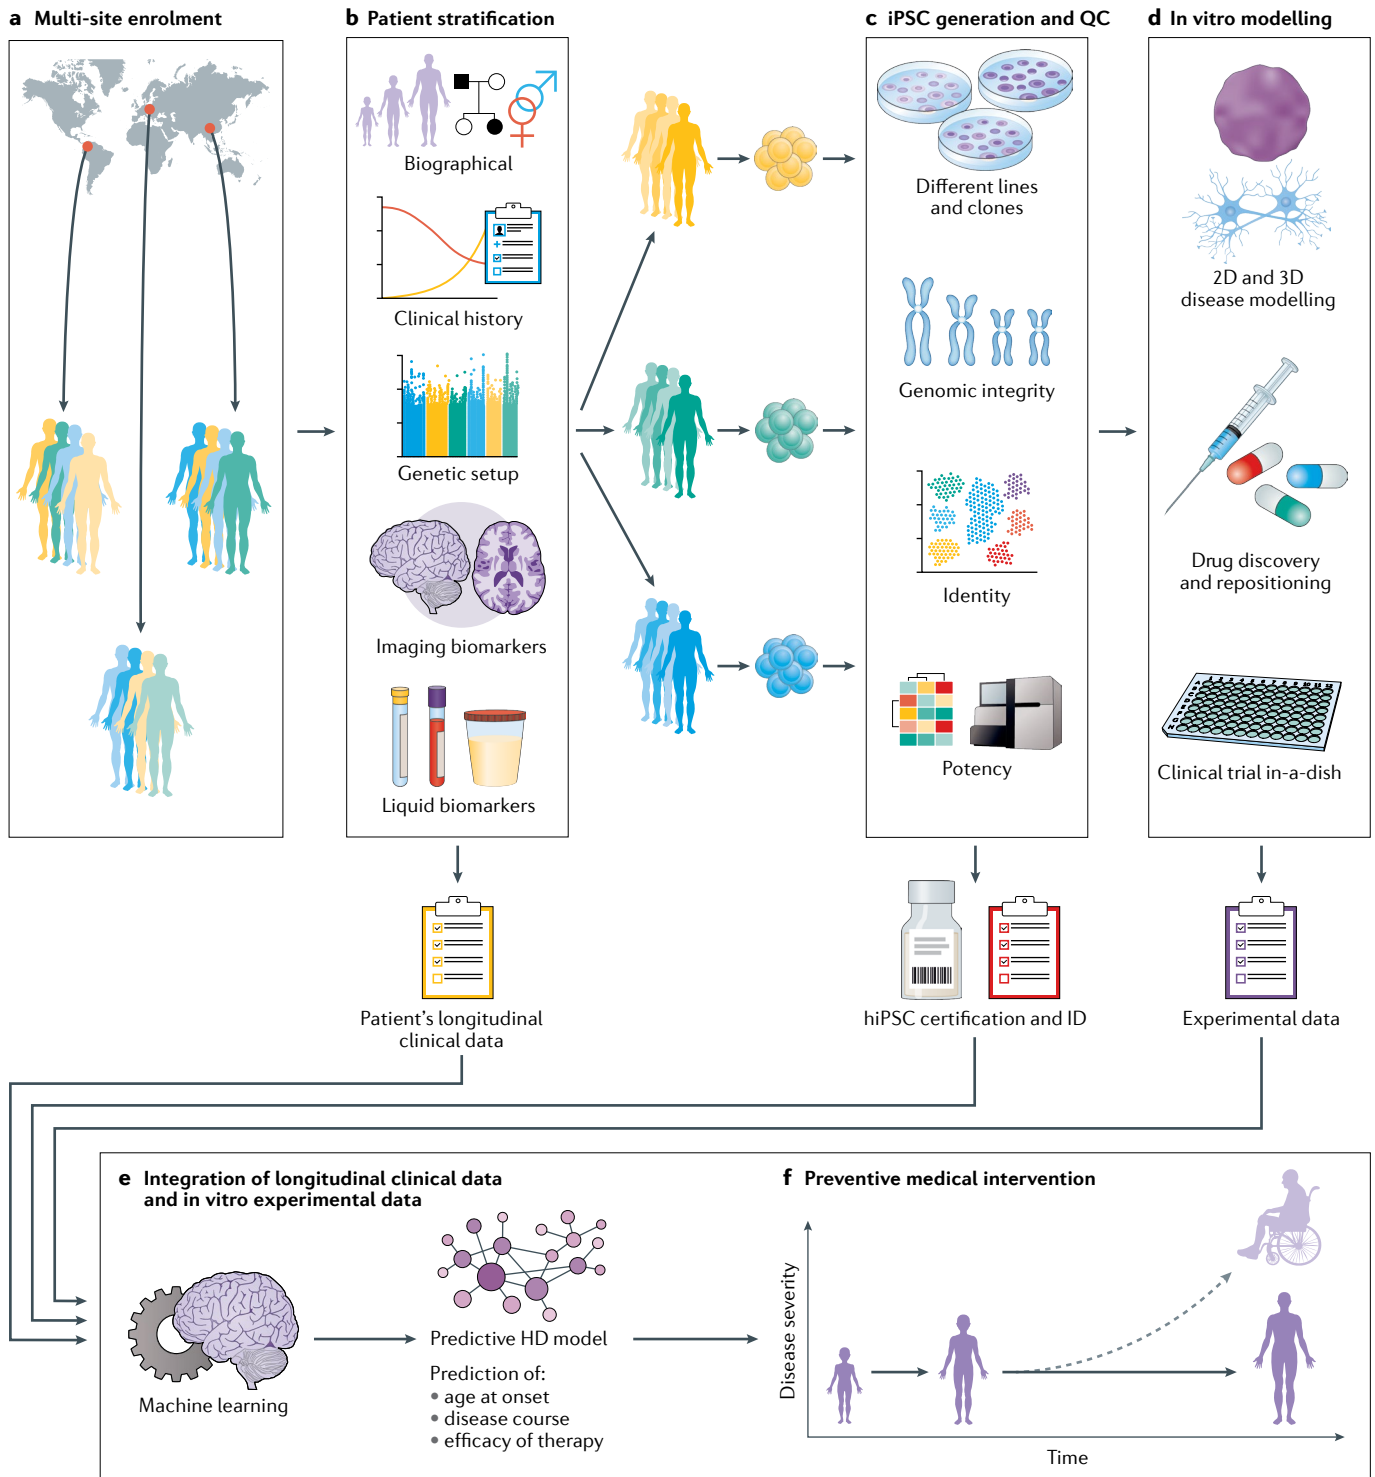 a Multi-site enrolment
b Patient stratification
c iPSC generation and QC
d In vitro modelling
Biographical
Clinical history
Genetic setup
Imaging biomarkers
Liquid biomarkers
Different lines
and clones
Genomic integrity
Identity
Potency
2D and 3D
disease modelling
Drug discovery
and repositioning
Clinical trial in-a-dish
Patient's longitudinal
clinical data
hiPSC certification and ID
Experimental data
e Integration of longitudinal clinical data
and in vitro experimental data
Machine learning
Predictive HD model
Prediction of:
• age at onset
• disease course
• efficacy of therapy
f Preventive medical intervention
Disease severity
Time